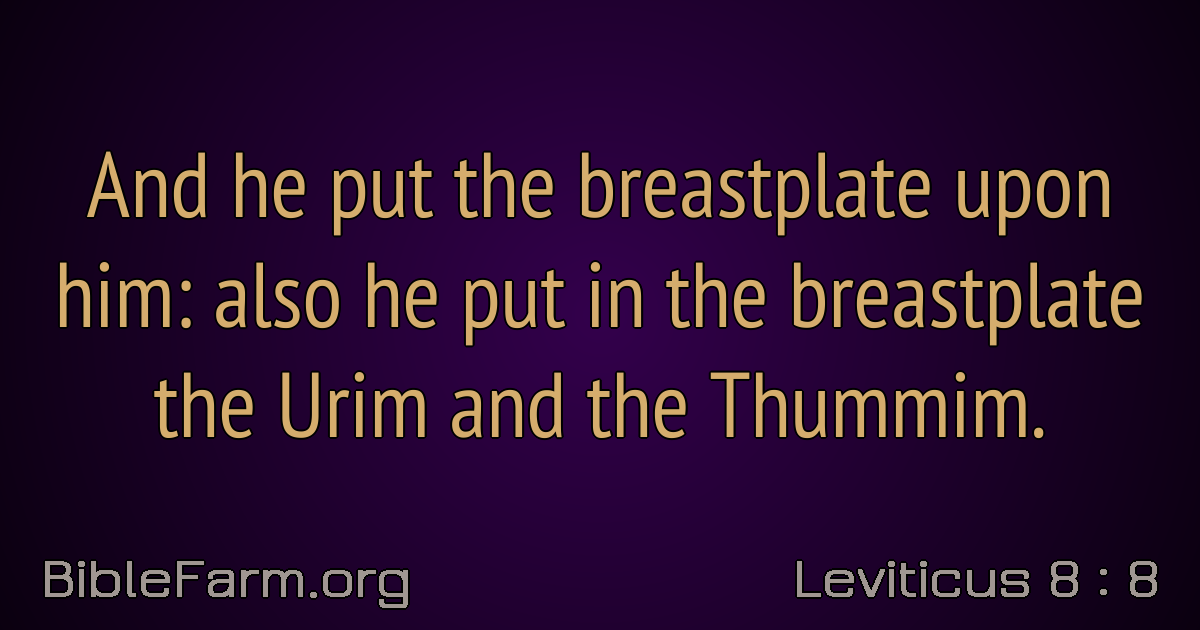 And he put the breastplate upon
him: also he put in the breastplate
the Urim and the Thummim.
BibleFarm.org
Leviticus 8 : 8